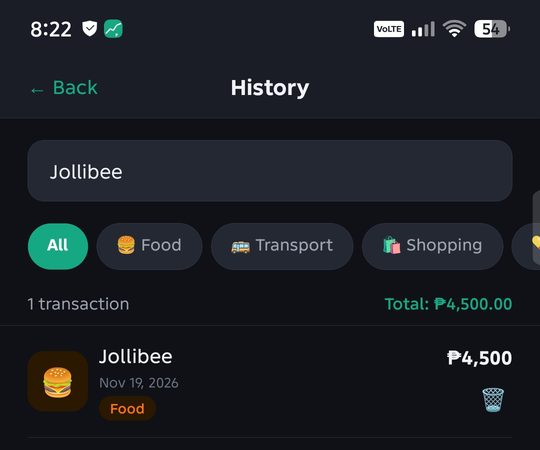 8:22 VoLTE 54
← Back History
Jollibee
All Food Transport Shopping
1 transaction Total: ₱4,500.00
Jollibee ₱4,500
Nov 19, 2026
Food